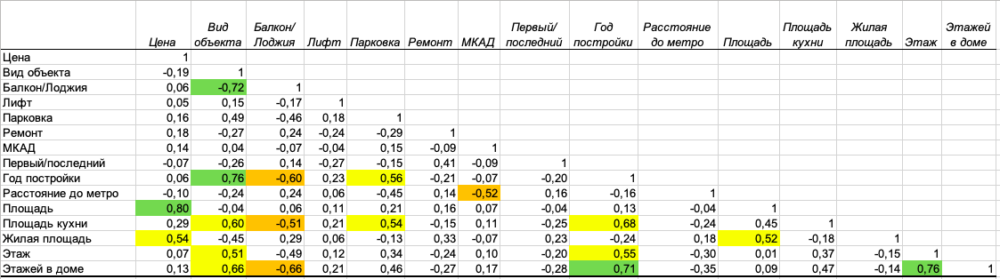 Цена Вид объекта Балкон/Лоджия Лифт Парковка Ремонт МКАД Первый/последний Год постройки Расстояние до метро Площадь Площадь кухни Жилая площадь Этаж Этажей в доме
Цена 1
Вид объекта -0,19 1
Балкон/Лоджия 0,06 -0,72 1
Лифт 0,05 0,15 -0,17 1
Парковка 0,16 0,49 -0,46 0,18 1
Ремонт 0,18 -0,27 0,24 -0,24 -0,29 1
МКАД 0,14 0,04 -0,07 -0,04 0,15 -0,09 1
Первый/последний -0,07 -0,26 0,14 -0,27 -0,15 0,41 -0,09 1
Год постройки 0,06 0,76 -0,60 0,23 0,56 -0,21 -0,07 -0,20 1
Расстояние до метро -0,10 -0,24 0,24 0,06 -0,45 0,14 -0,52 0,16 -0,16 1
Площадь 0,80 -0,04 0,06 0,11 0,21 0,16 0,07 -0,04 0,13 -0,04 1
Площадь кухни 0,29 0,60 -0,51 0,21 0,54 -0,15 0,11 -0,25 0,68 -0,24 0,45 1
Жилая площадь 0,54 -0,45 0,29 0,06 -0,13 0,33 -0,07 0,23 -0,24 0,18 0,52 -0,18 1
Этаж 0,07 0,51 -0,49 0,12 0,34 -0,24 0,10 -0,20 0,55 -0,30 0,01 0,37 -0,15 1
Этажей в доме 0,13 0,66 -0,66 0,21 0,46 -0,27 0,17 -0,28 0,71 -0,35 0,09 0,47 -0,14 0,76 1